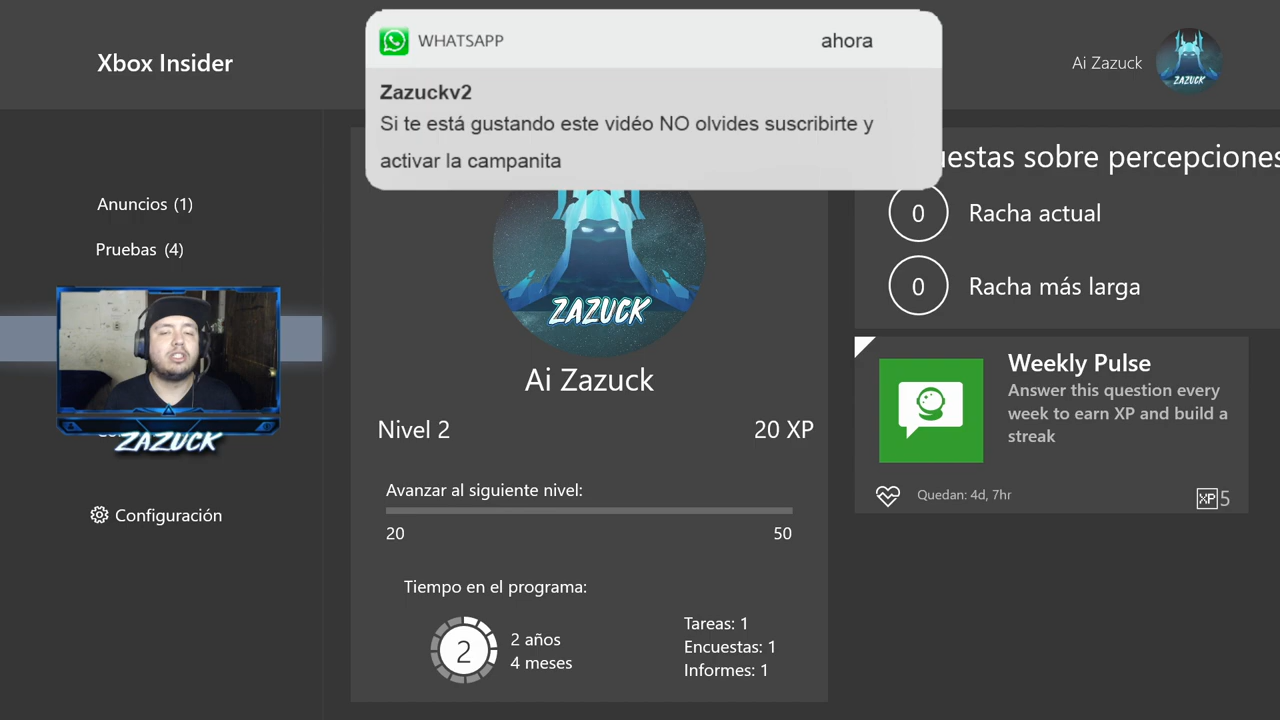 Xbox Insider
WHATSAPP
ahora
Zazuckv2
Si te está gustando este vidéo NO olvides suscribirte y
activar la campanita
Ai Zazuck
ZAZUCK
Anuncios (1)
Pruebas (4)
ZAZUCK
Configuración
ZAZUCK
Ai Zazuck
Nivel 2
20 XP
Avanzar al siguiente nivel:
20
50
Tiempo en el programa:
2
2 años
4 meses
Tareas: 1
Encuestas: 1
Informes: 1
sobre percepciones
0 Racha actual
0 Racha más larga
Weekly Pulse
Answer this question every
week to earn XP and build a
streak
Quedan: 4d, 7hr
XP 5